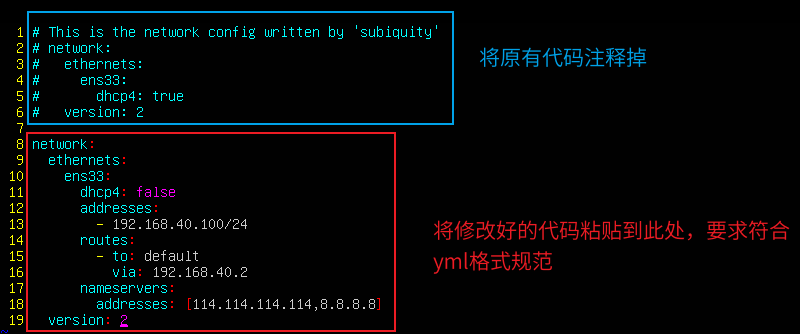 1 # This is the network config written by 'subiquity'
2 # network:
3 #   ethernets:
4 #     ens33:
5 #       dhcp4: true
6 #   version: 2
7
8 network:
9   ethernets:
10     ens33:
11       dhcp4: false
12       addresses:
13         - 192.168.40.100/24
14       routes:
15         - to: default
16           via: 192.168.40.2
17       nameservers:
18         addresses: [114.114.114.114,8.8.8.8]
19   version: 2
~
将原有代码注释掉
将修改好的代码粘贴到此处，要求符合
yml格式规范